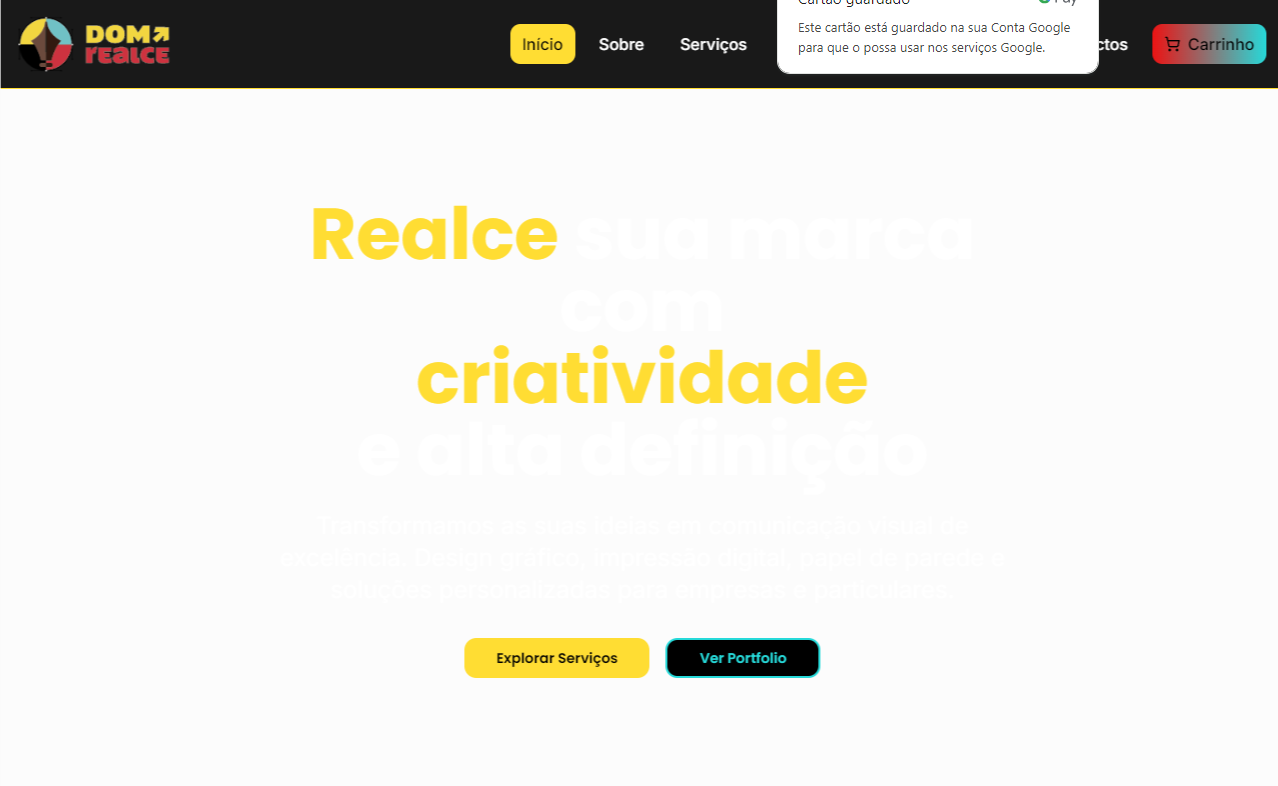 DOM
realce
Início
Sobre
Serviços
Cartão guardado
Pay
Este cartão está guardado na sua Conta Google
para que o possa usar nos serviços Google.
ctos
Carrinho
Realce sua marca
com
criatividade
e alta definição
Transformamos as suas ideias em comunicação visual de
excelência. Design gráfico, impressão digital, papel de parede e
soluções personalizadas para empresas e particulares.
Explorar Serviços
Ver Portfolio